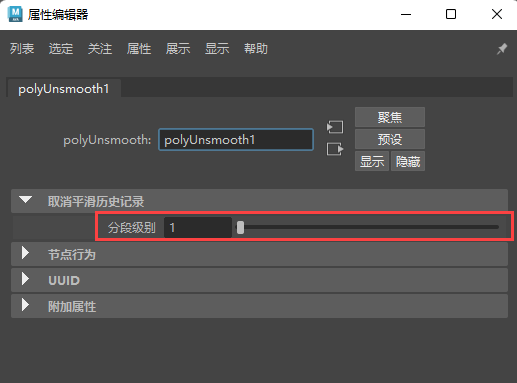 属性编辑器
列表 选定 关注 属性 展示 显示 帮助
polyUnsmooth1
聚焦
polyUnsmooth: polyUnsmooth1
预设
显示 隐藏
取消平滑历史记录
分段级别 1
节点行为
UUID
附加属性